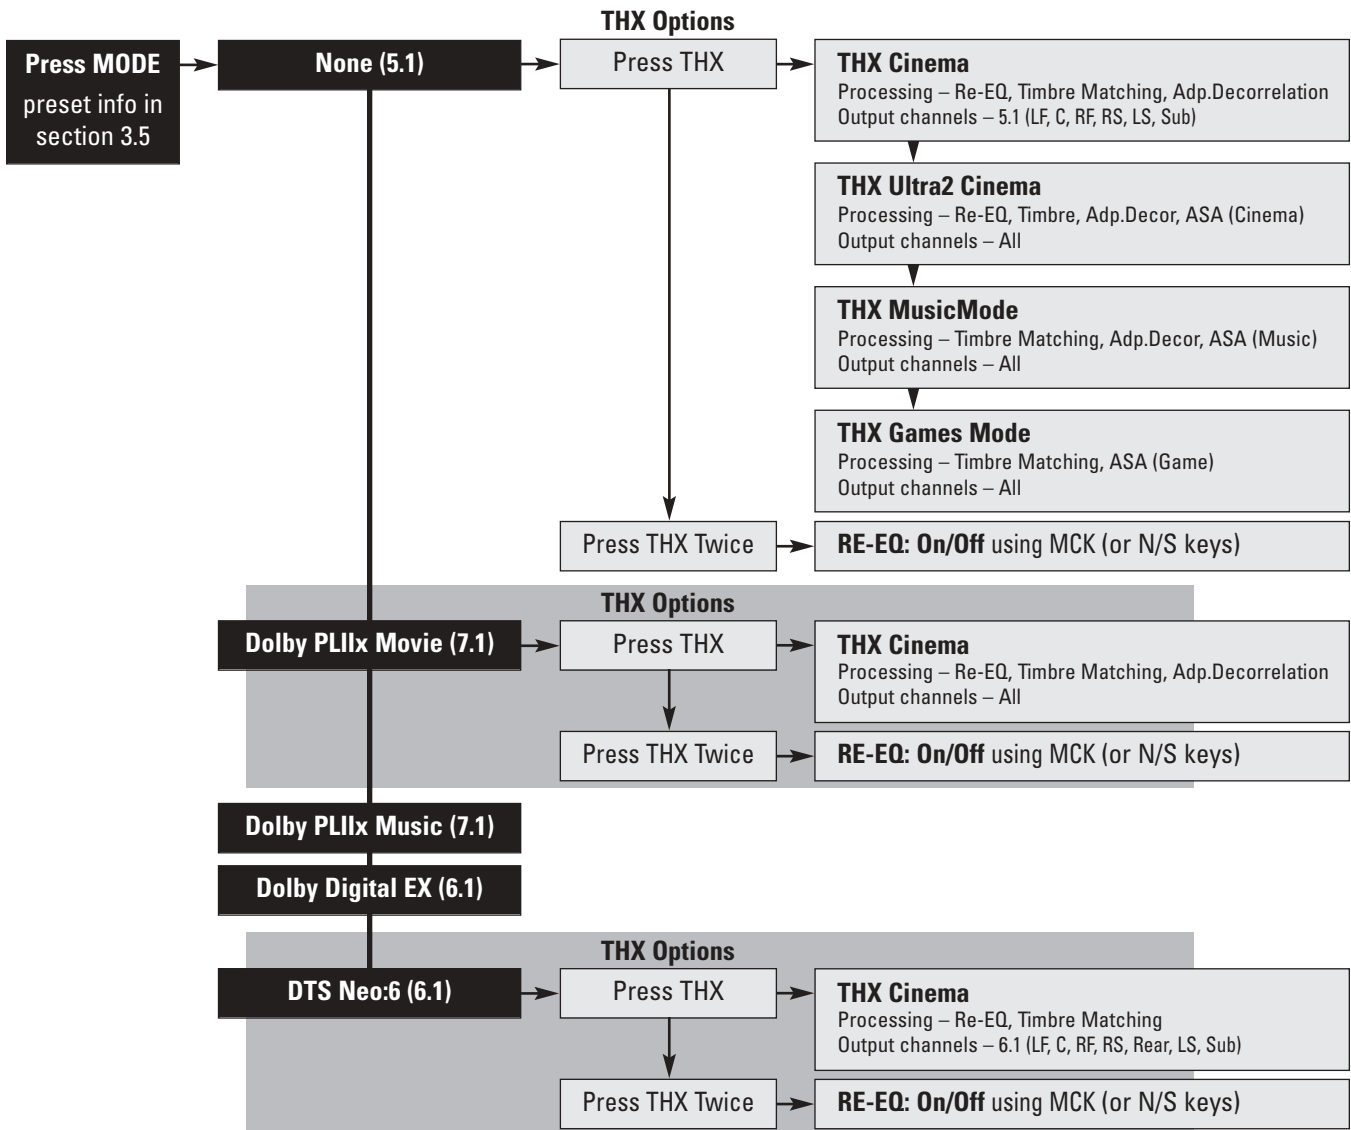 THX Options
Press MODE
preset info in
section 3.5
None (5.1)
Press THX
THX Cinema
Processing – Re-EQ, Timbre Matching, Adp.Decorrelation
Output channels – 5.1 (LF, C, RF, RS, LS, Sub)
THX Ultra2 Cinema
Processing – Re-EQ, Timbre, Adp.Decor, ASA (Cinema)
Output channels – All
THX MusicMode
Processing – Timbre Matching, Adp.Decor, ASA (Music)
Output channels – All
THX Games Mode
Processing – Timbre Matching, ASA (Game)
Output channels – All
Press THX Twice
RE-EQ: On/Off using MCK (or N/S keys)
THX Options
Dolby PLIIx Movie (7.1)
Press THX
THX Cinema
Processing – Re-EQ, Timbre Matching, Adp.Decorrelation
Output channels – All
Press THX Twice
RE-EQ: On/Off using MCK (or N/S keys)
Dolby PLIIx Music (7.1)
Dolby Digital EX (6.1)
THX Options
DTS Neo:6 (6.1)
Press THX
THX Cinema
Processing – Re-EQ, Timbre Matching
Output channels – 6.1 (LF, C, RF, RS, Rear, LS, Sub)
Press THX Twice
RE-EQ: On/Off using MCK (or N/S keys)